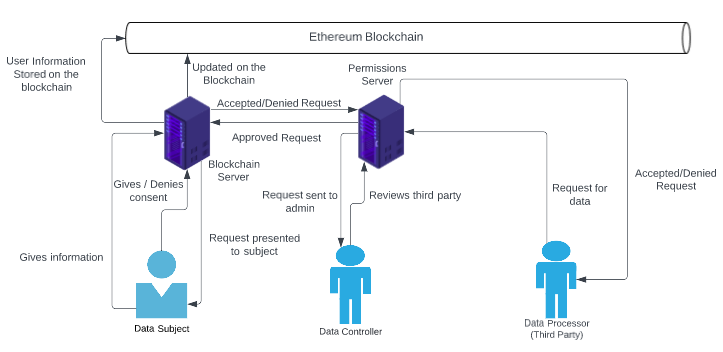 Ethereum Blockchain
User Information
Stored on the
blockchain
Updated on the
Blockchain
Permissions
Server
Accepted/Denied Request
Approved Request
Blockchain
Server
Gives / Denies
consent
Request sent to
admin
Reviews third party
Request for
data
Accepted/Denied
Request
Gives information
Request presented
to subject
Data Subject
Data Controller
Data Processor
(Third Party)